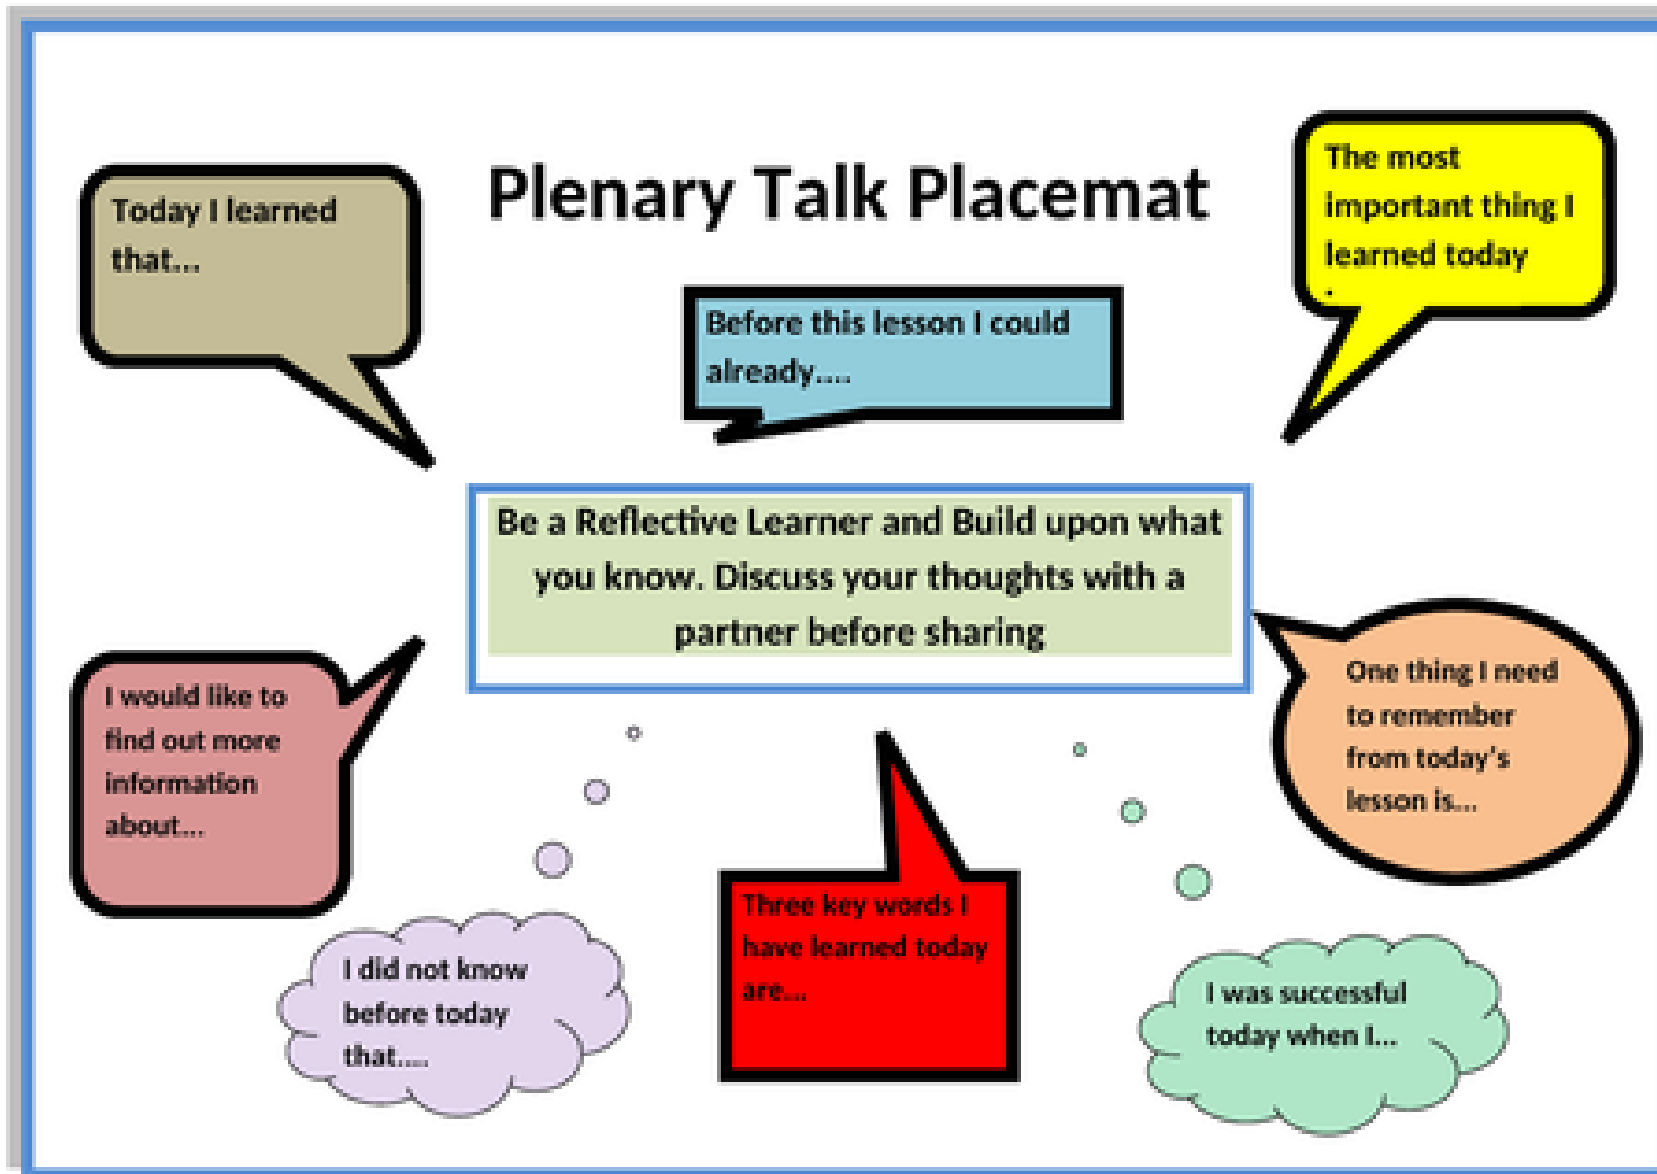 Plenary Talk Placemat
Today I learned
that...
The most
important thing I
learned today
.
Before this lesson I could
already....
Be a Reflective Learner and Build upon what
you know. Discuss your thoughts with a
partner before sharing
I would like to
find out more
information
about...
One thing I need
to remember
from today's
lesson is...
I did not know
before today
that....
Three key words I
have learned today
are...
I was successful
today when I...